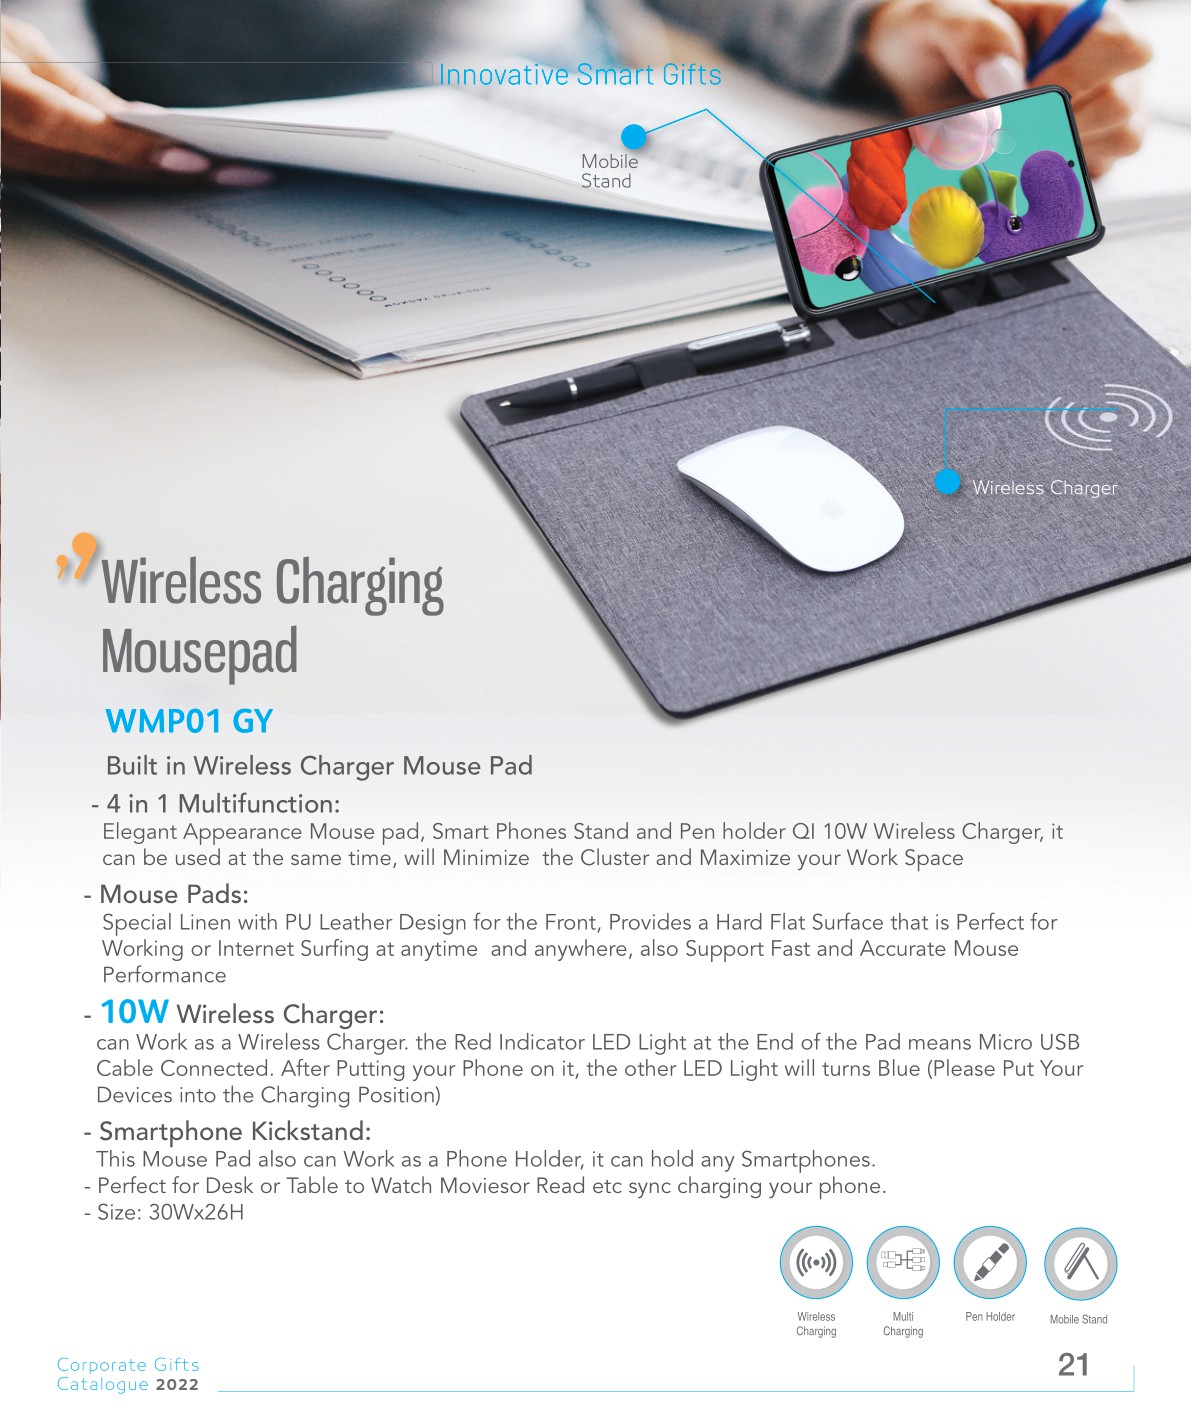 Innovative Smart Gifts
Mobile
Stand
Wireless Charger
Wireless Charging
Mousepad
WMP01 GY
Built in Wireless Charger Mouse Pad
- 4 in 1 Multifunction:
Elegant Appearance Mouse pad, Smart Phones Stand and Pen holder QI 10W Wireless Charger, it
can be used at the same time, will Minimize the Cluster and Maximize your Work Space
- Mouse Pads:
Special Linen with PU Leather Design for the Front, Provides a Hard Flat Surface that is Perfect for
Working or Internet Surfing at anytime and anywhere, also Support Fast and Accurate Mouse
Performance
- 10W Wireless Charger:
can Work as a Wireless Charger. the Red Indicator LED Light at the End of the Pad means Micro USB
Cable Connected. After Putting your Phone on it, the other LED Light will turns Blue (Please Put Your
Devices into the Charging Position)
- Smartphone Kickstand:
This Mouse Pad also can Work as a Phone Holder, it can hold any Smartphones.
- Perfect for Desk or Table to Watch Moviesor Read etc sync charging your phone.
- Size: 30Wx26H
Wireless
Charging
Multi
Charging
Pen Holder
Mobile Stand
Corporate Gifts
Catalogue 2022
21